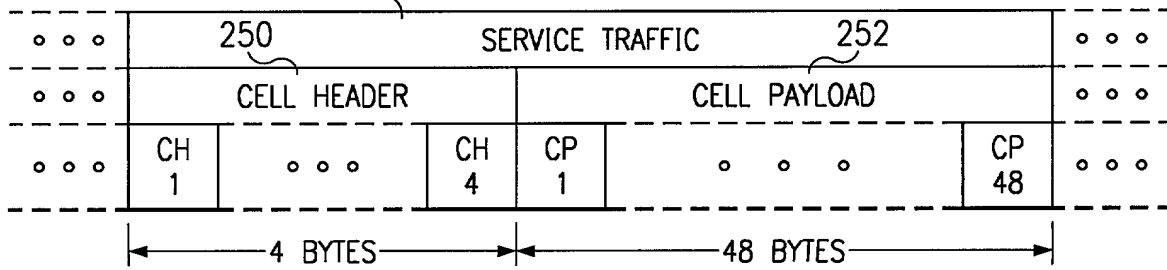 250 SERVICE TRAFFIC 252
CELL HEADER CELL PAYLOAD
CH 1 CH 4 CP 1 CP 48
4 BYTES 48 BYTES